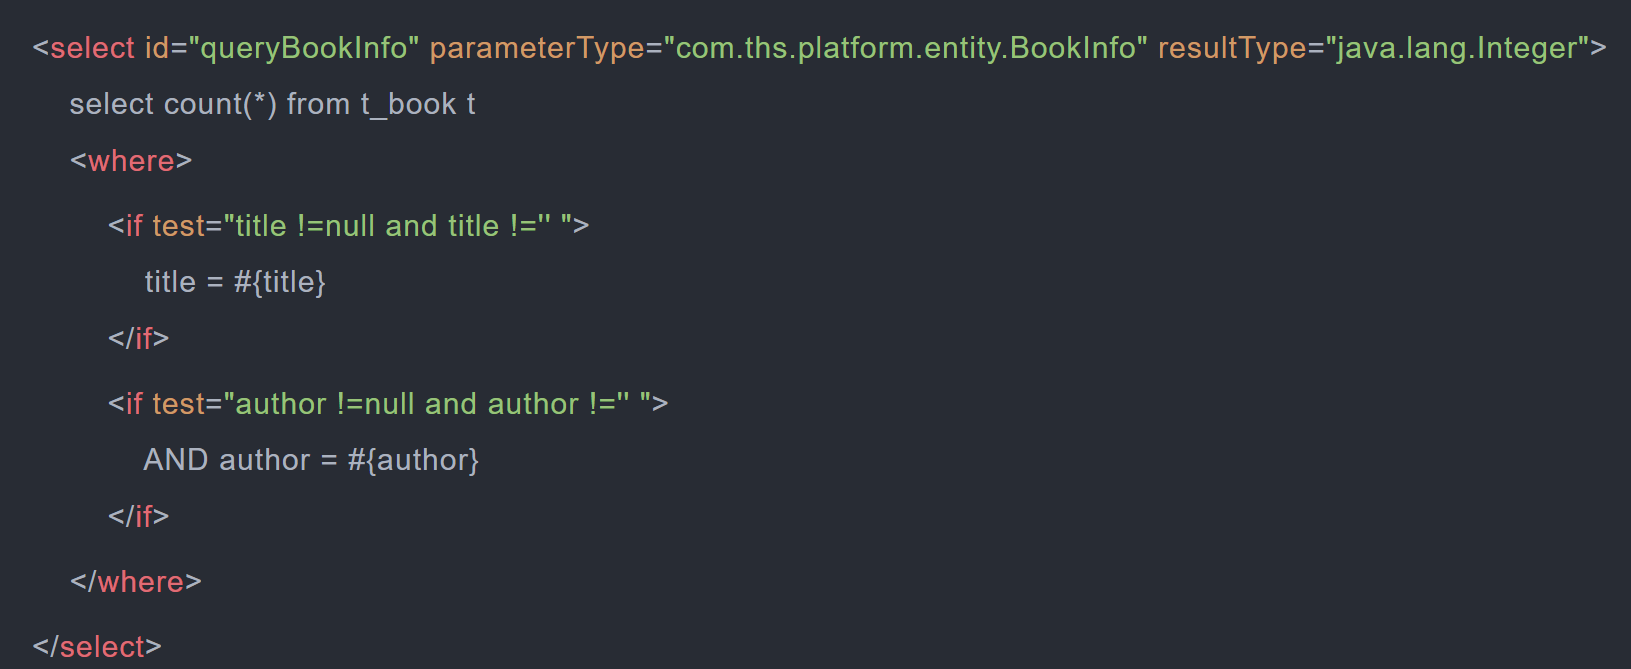 <select id="queryBookInfo" parameterType="com.ths.platform.entity.BookInfo" resultType="java.lang.Integer">
select count(*) from t_book t
<where>
<if test="title !=null and title !='' ">
title = #{title}
</if>
<if test="author !=null and author !='' ">
AND author = #{author}
</if>
</where>
</select>